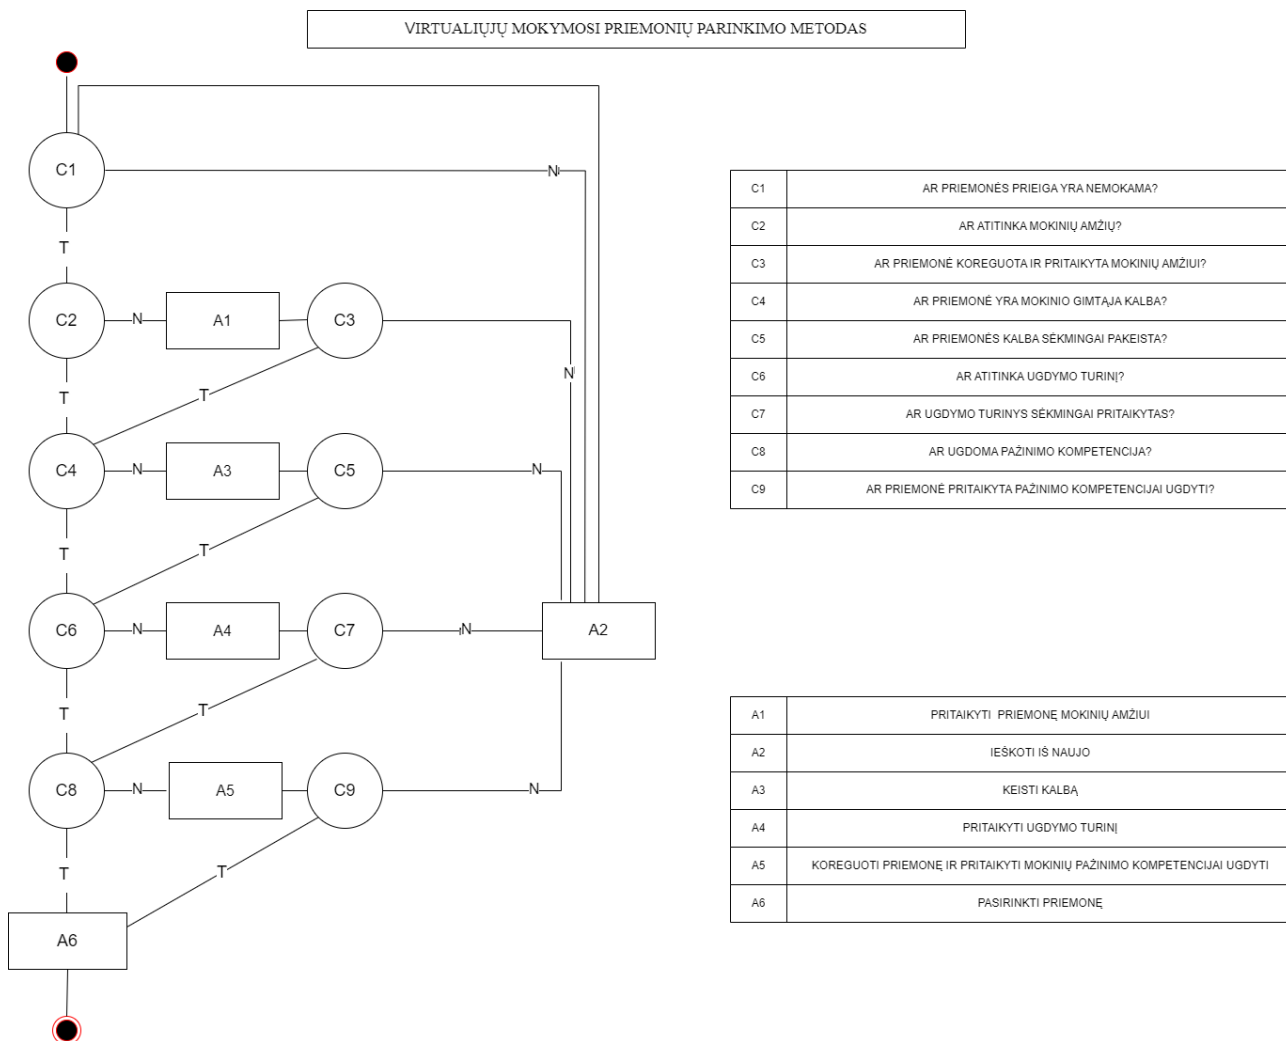 VIRTUALIŲJŲ MOKYMOSI PRIEMONIŲ PARINKIMO METODAS
C1
N
T
C2
N
A1
C3
T
T
N
C4
N
A3
C5
N
T
T
C6
N
A4
C7
N
A2
T
T
C8
N
A5
C9
N
T
T
A6
C1 AR PRIEMONĖS PRIEIGA YRA NEMOKAMA?
C2 AR ATITINKA MOKINIŲ AMŽIŲ?
C3 AR PRIEMONĖ KOREGUOTA IR PRITAIKYTA MOKINIŲ AMŽIUI?
C4 AR PRIEMONĖ YRA MOKINIO GIMTĄJA KALBA?
C5 AR PRIEMONĖS KALBA SĖKMINGAI PAKEISTA?
C6 AR ATITINKA UGDYMO TURINĮ?
C7 AR UGDYMO TURINYS SĖKMINGAI PRITAIKYTAS?
C8 AR UGDOMA PAŽINIMO KOMPETENCIJA?
C9 AR PRIEMONĖ PRITAIKYTA PAŽINIMO KOMPETENCIJAI UGDYTI?
A1 PRITAIKYTI PRIEMONĘ MOKINIŲ AMŽIUI
A2 IEŠKOTI IŠ NAUJO
A3 KEISTI KALBĄ
A4 PRITAIKYTI UGDYMO TURINĮ
A5 KOREGUOTI PRIEMONĘ IR PRITAIKYTI MOKINIŲ PAŽINIMO KOMPETENCIJAI UGDYTI
A6 PASIRINKTI PRIEMONĘ